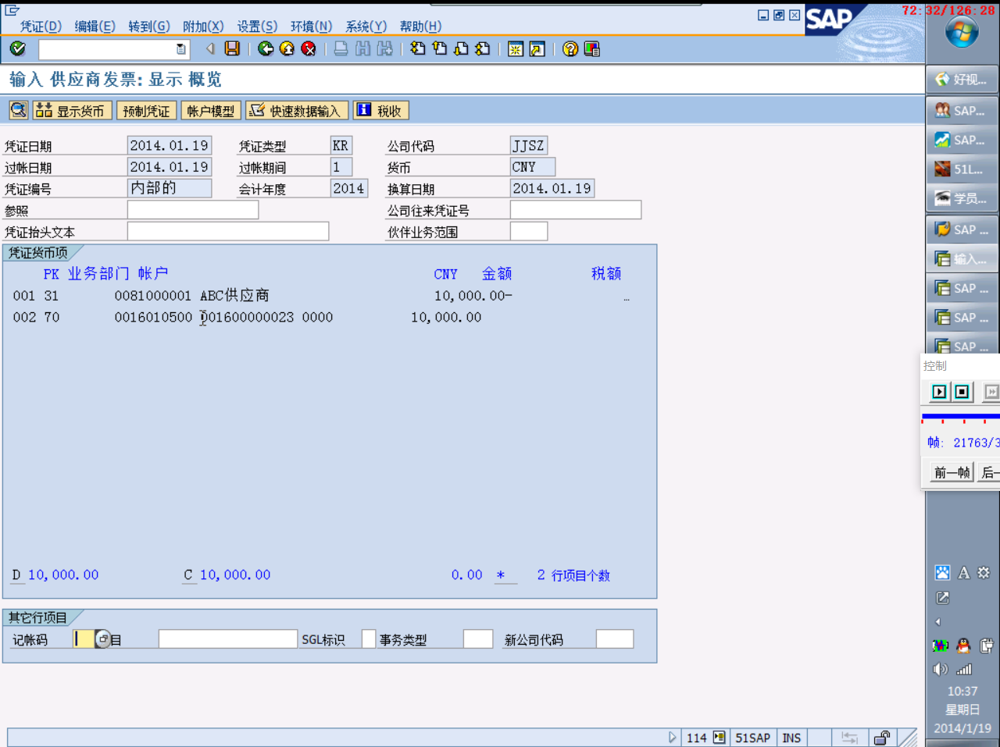 72:32/126:28
凭证(D) 编辑(E) 转到(G) 附加(X) 设置(S) 环境(N) 系统(Y) 帮助(H)
SAP
输入 供应商发票: 显示 概览
显示货币 预制凭证 帐户模型 快速数据输入 税收
凭证日期 2014.01.19 凭证类型 KR 公司代码 JJSZ
过帐日期 2014.01.19 过帐期间 1 货币 CNY
凭证编号 内部的 会计年度 2014 换算日期 2014.01.19
参照 公司往来凭证号
凭证抬头文本 伙伴业务范围
凭证货币项
PK 业务部门 帐户 CNY 金额 税额
001 31 0081000001 ABC供应商 10,000.00- …
002 70 0016010500 001600000023 0000 10,000.00
D 10,000.00 C 10,000.00 0.00 * 2 行项目个数
其它行项目
记帐码 目 SGL标识 事务类型 新公司代码
114 51SAP INS
好视...
SAP...
SAP...
51L...
学员...
SAP ...
输入...
SAP ...
SAP ...
SAP ...
控制
帧: 21763/3
前一帧 后一
A
10:37
星期日
2014/1/19